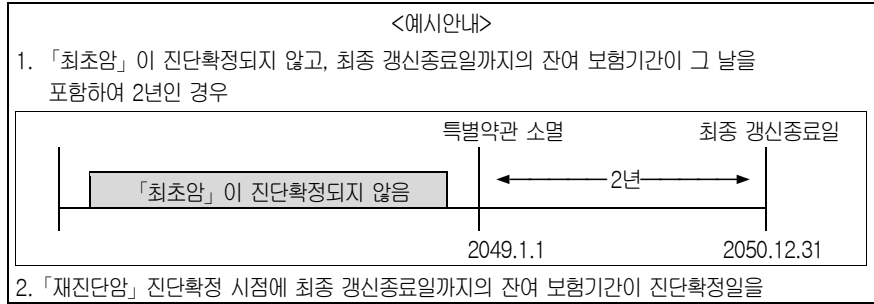 <예시안내>
1. 「최초암」이 진단확정되지 않고, 최종 갱신종료일까지의 잔여 보험기간이 그 날을
포함하여 2년인 경우
특별약관 소멸 최종 갱신종료일
「최초암」이 진단확정되지 않음 2년
2049.1.1 2050.12.31
2. 「재진단암」 진단확정 시점에 최종 갱신종료일까지의 잔여 보험기간이 진단확정일을